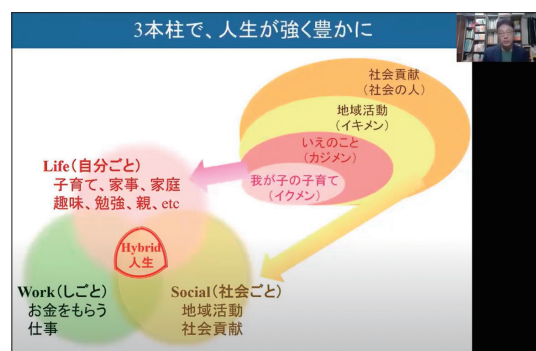 3本柱で、人生が強く豊かに
社会貢献
(社会の人)
地域活動
(イキメン)
いえのこと
(カジメン)
我が子の子育て
(イクメン)
Life(自分ごと)
子育て、家事、家庭
趣味、勉強、親、etc
Hybrid
人生
Work(しごと)
お金をもらう
仕事
Social(社会ごと)
地域活動
社会貢献